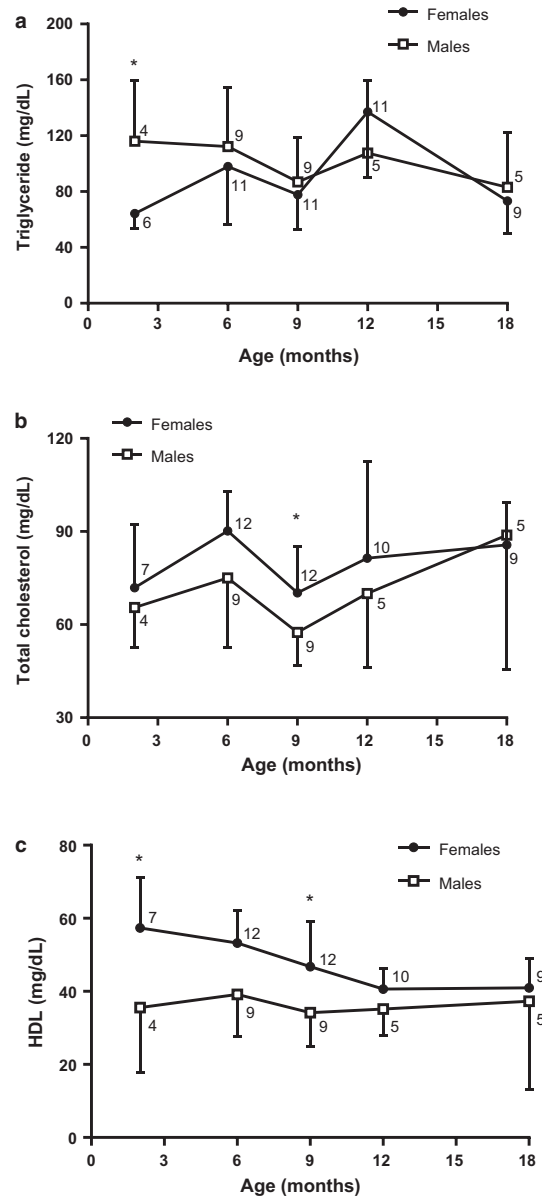 a
Females
Males
Triglyceride (mg/dL)
200
160
120
80
40
0
*
4
9
9
11
5
5
6
11
11
9
0 3 6 9 12 15 18
Age (months)
b
Females
Males
Total cholesterol (mg/dL)
120
90
60
30
*
7
12
12
10
5
4
9
9
5
9
0 3 6 9 12 15 18
Age (months)
c
Females
Males
HDL (mg/dL)
80
60
40
20
0
*
*
7
12
12
10
9
4
9
9
5
5
0 3 6 9 12 15 18
Age (months)